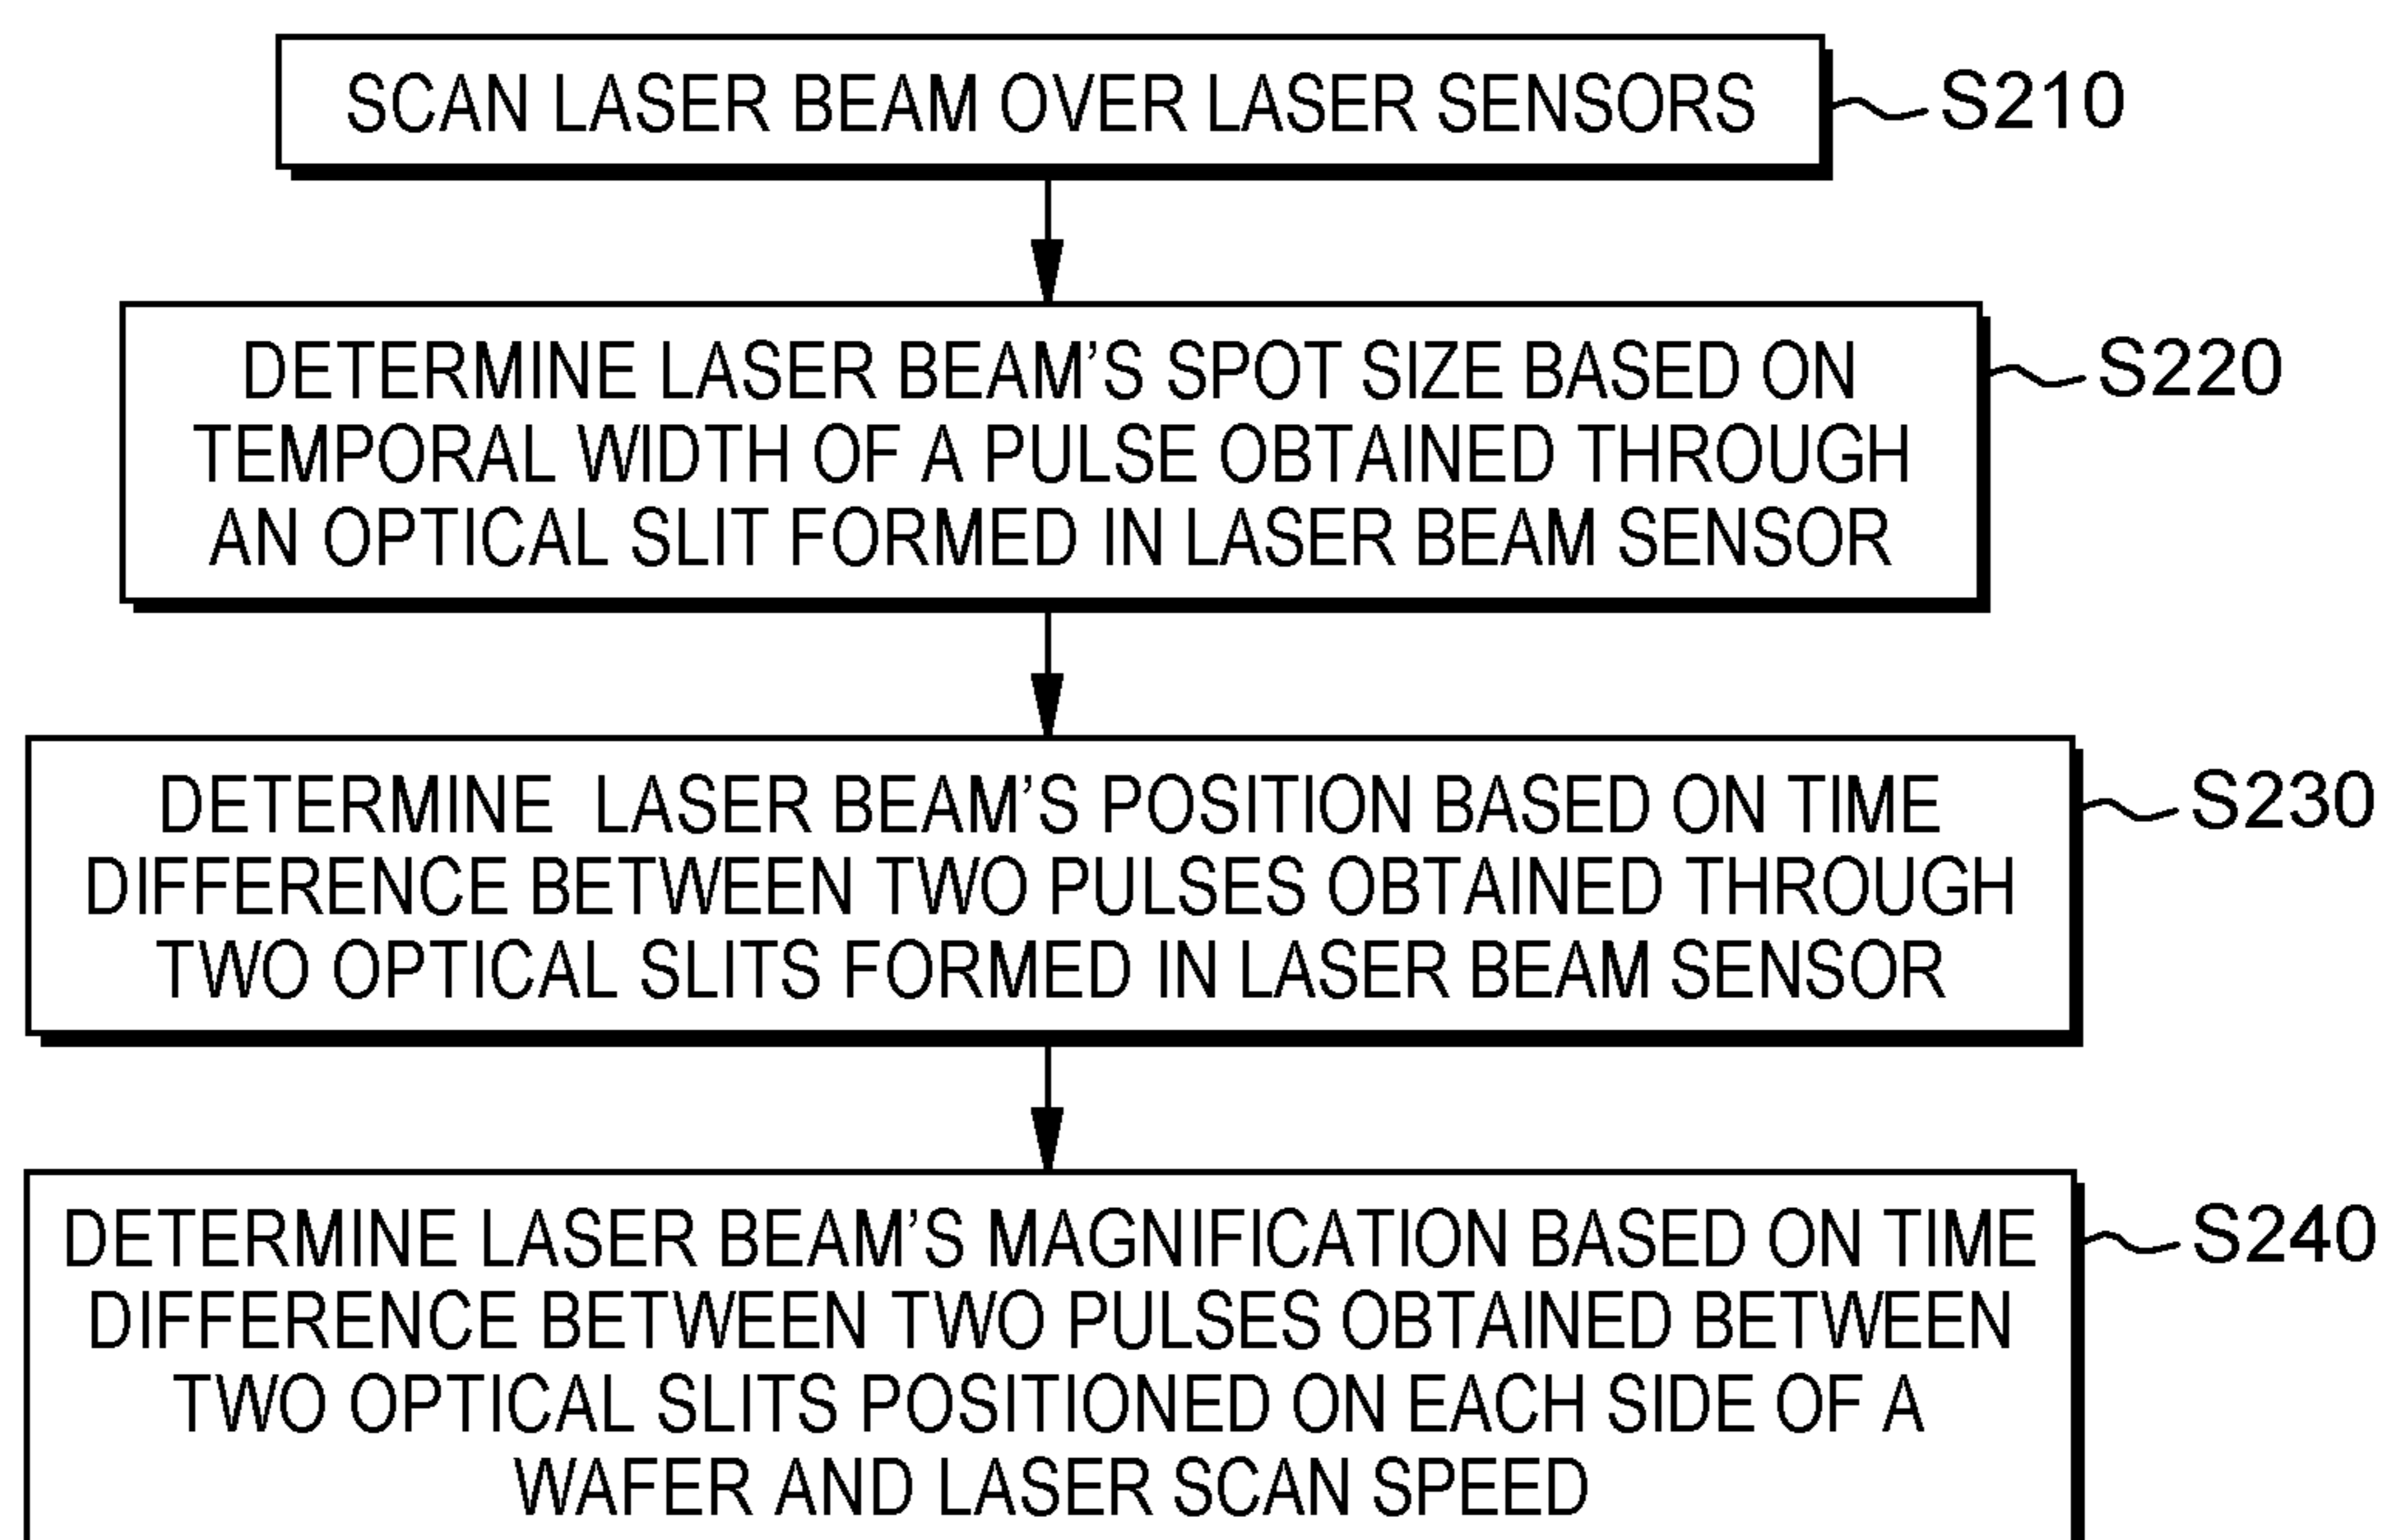 SCAN LASER BEAM OVER LASER SENSORS
S210
DETERMINE LASER BEAM’S SPOT SIZE BASED ON
TEMPORAL WIDTH OF A PULSE OBTAINED THROUGH
AN OPTICAL SLIT FORMED IN LASER BEAM SENSOR
S220
DETERMINE LASER BEAM’S POSITION BASED ON TIME
DIFFERENCE BETWEEN TWO PULSES OBTAINED THROUGH
TWO OPTICAL SLITS FORMED IN LASER BEAM SENSOR
S230
DETERMINE LASER BEAM’S MAGNIFICATION BASED ON TIME
DIFFERENCE BETWEEN TWO PULSES OBTAINED BETWEEN
TWO OPTICAL SLITS POSITIONED ON EACH SIDE OF A
WAFER AND LASER SCAN SPEED
S240